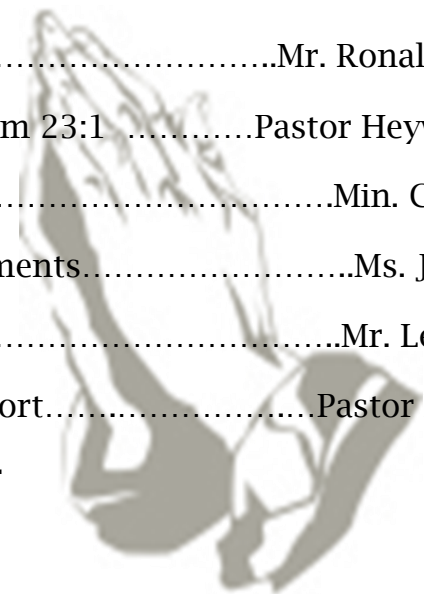 ……………………..Mr. Ronal
m 23:1 …………Pastor Hey
…………………………….Min.
ments……………………..Ms. J
……………………………..Mr. Le
ort…….……………..…Pastor
.